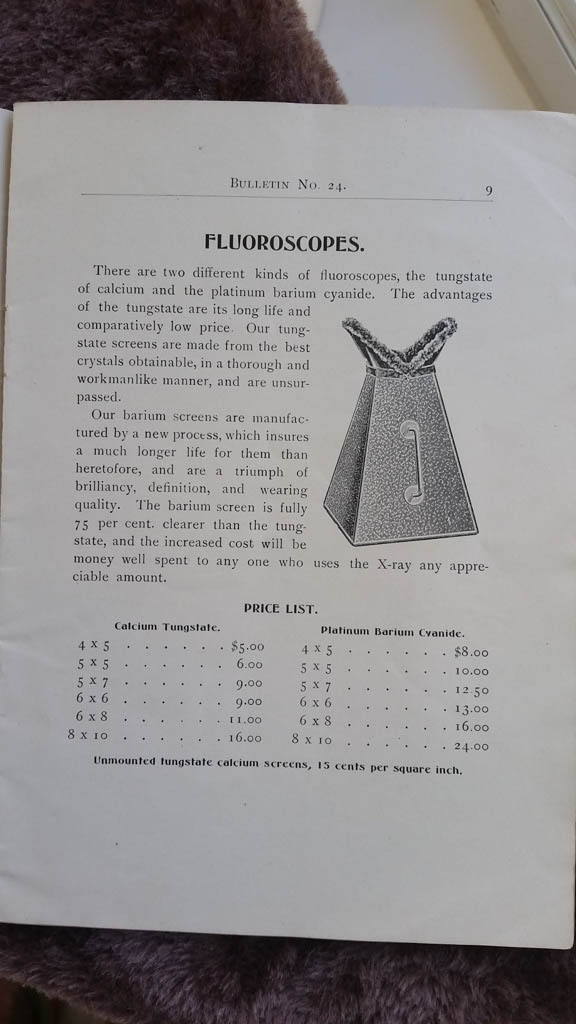 Bulletin No. 24.
9
FLUOROSCOPES.
There are two different kinds of fluoroscopes, the tungstate
of calcium and the platinum barium cyanide. The advantages
of the tungstate are its long life and
comparatively low price. Our tung-
state screens are made from the best
crystals obtainable, in a thorough and
workmanlike manner, and are unsur-
passed.
Our barium screens are manufac-
tured by a new process, which insures
a much longer life for them than
heretofore, and are a triumph of
brilliancy, definition, and wearing
quality. The barium screen is fully
75 per cent. clearer than the tung-
state, and the increased cost will be
money well spent to any one who uses the X-ray any appre-
ciable amount.
PRICE LIST.
Calcium Tungstate.
4 x 5 . . . . . . $5.00
5 x 5 . . . . . . 6.00
5 x 7 . . . . . . 9.00
6 x 6 . . . . . . 9.00
6 x 8 . . . . . . 11.00
8 x 10 . . . . . . 16.00
Platinum Barium Cyanide.
4 x 5 . . . . . . $8.00
5 x 5 . . . . . . 10.00
5 x 7 . . . . . . 12.50
6 x 6 . . . . . . 13.00
6 x 8 . . . . . . 16.00
8 x 10 . . . . . . 24.00
Unmounted tungstate calcium screens, 15 cents per square inch.